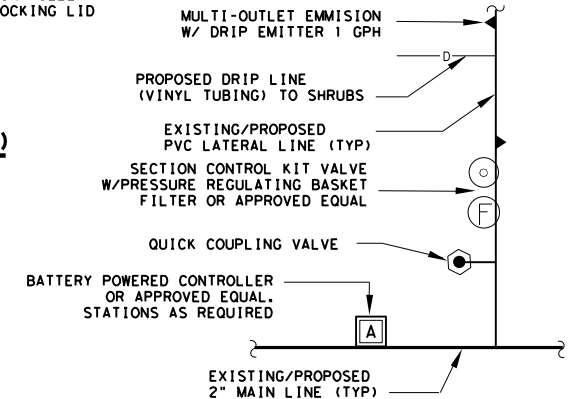 OCKING LID
MULTI-OUTLET EMMISION
W/ DRIP EMITTER 1 GPH
D
PROPOSED DRIP LINE
(VINYL TUBING) TO SHRUBS
EXISTING/PROPOSED
PVC LATERAL LINE (TYP)
)
SECTION CONTROL KIT VALVE
W/PRESSURE REGULATING BASKET
FILTER OR APPROVED EQUAL
F
QUICK COUPLING VALVE
BATTERY POWERED CONTROLLER
OR APPROVED EQUAL.
STATIONS AS REQUIRED
A
EXISTING/PROPOSED
2" MAIN LINE (TYP)